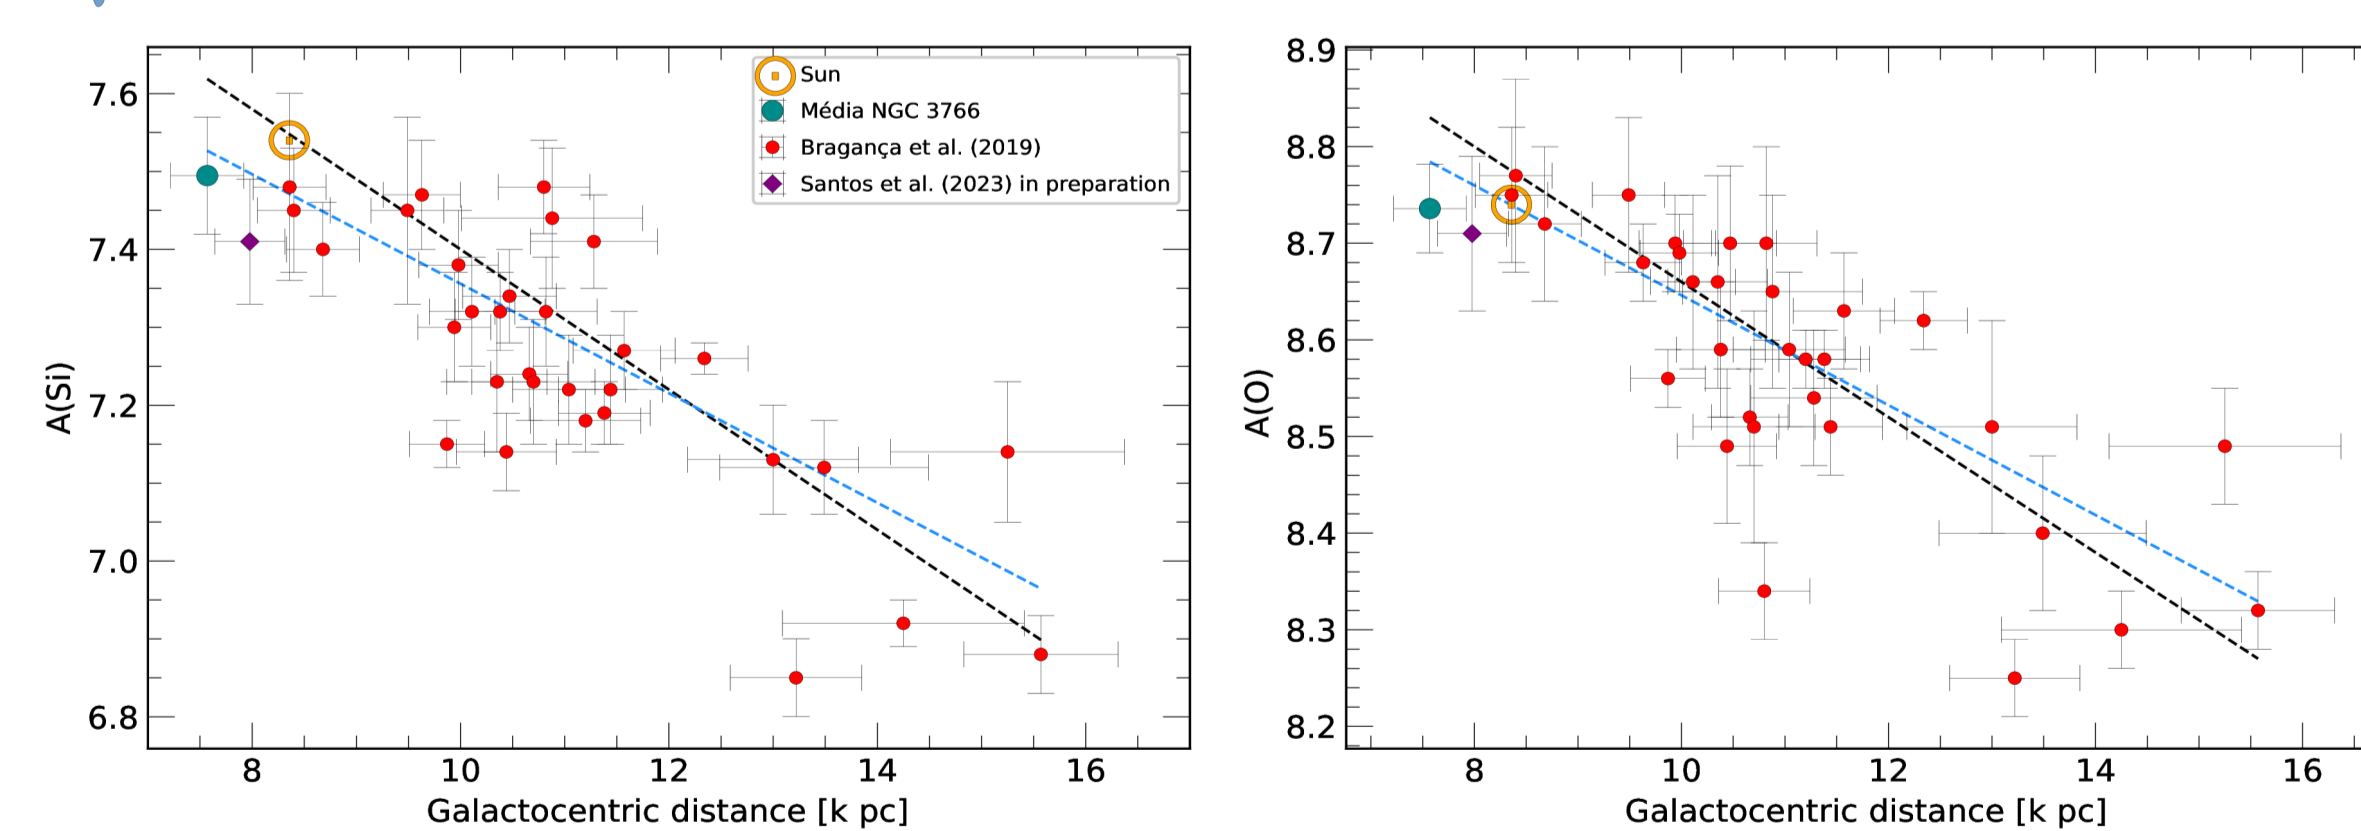 7.6
7.4
7.2
7.0
6.8
A(Si)
Sun
Média NGC 3766
Bragança et al. (2019)
Santos et al. (2023) in preparation
8 10 12 14 16
Galactocentric distance [k pc]
8.9
8.8
8.7
8.6
8.5
8.4
8.3
8.2
A(O)
8 10 12 14 16
Galactocentric distance [k pc]